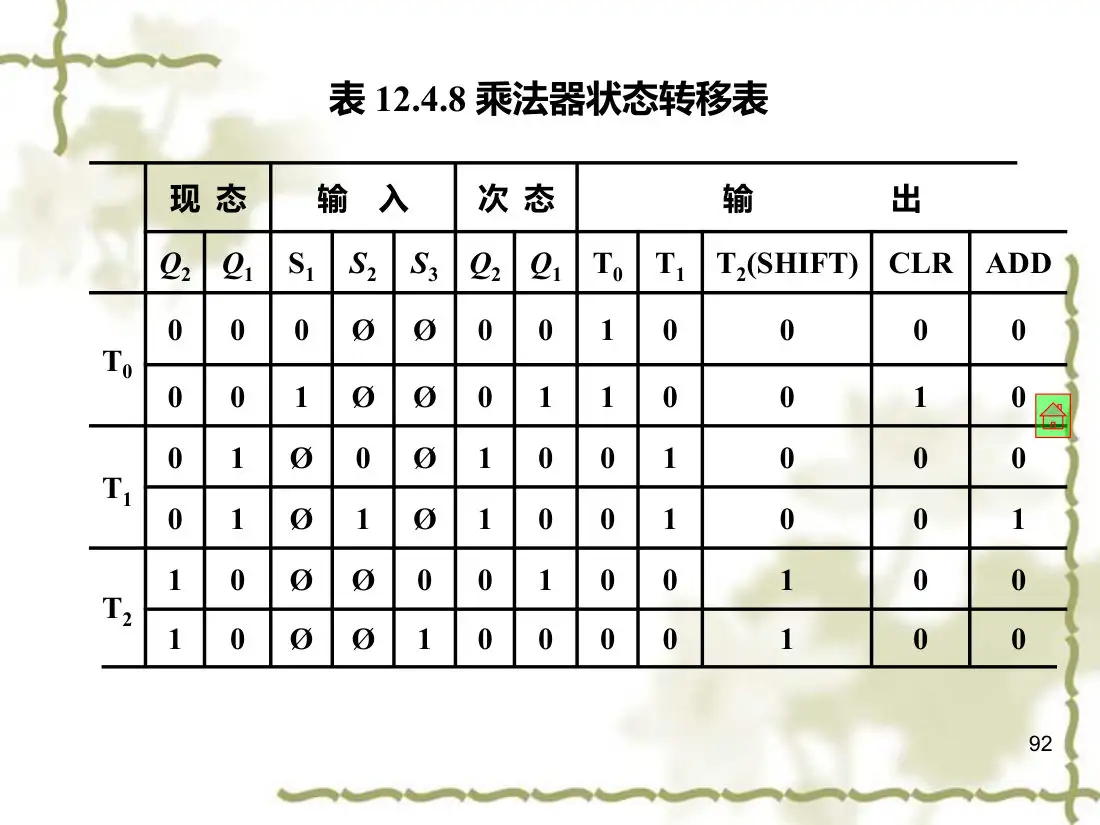 表 12.4.8 乘法器状态转移表
现 态 输 入 次 态 输 出
Q2 Q1 S1 S2 S3 Q2 Q1 T0 T1 T2(SHIFT) CLR ADD
T0
0 0 0 Ø Ø 0 0 1 0 0 0 0
0 0 1 Ø Ø 0 1 1 0 0 1 0
T1
0 1 Ø 0 Ø 1 0 0 1 0 0 0
0 1 Ø 1 Ø 1 0 0 1 0 0 1
T2
1 0 Ø Ø 0 0 1 0 0 1 0 0
1 0 Ø Ø 1 0 0 0 0 1 0 0
92